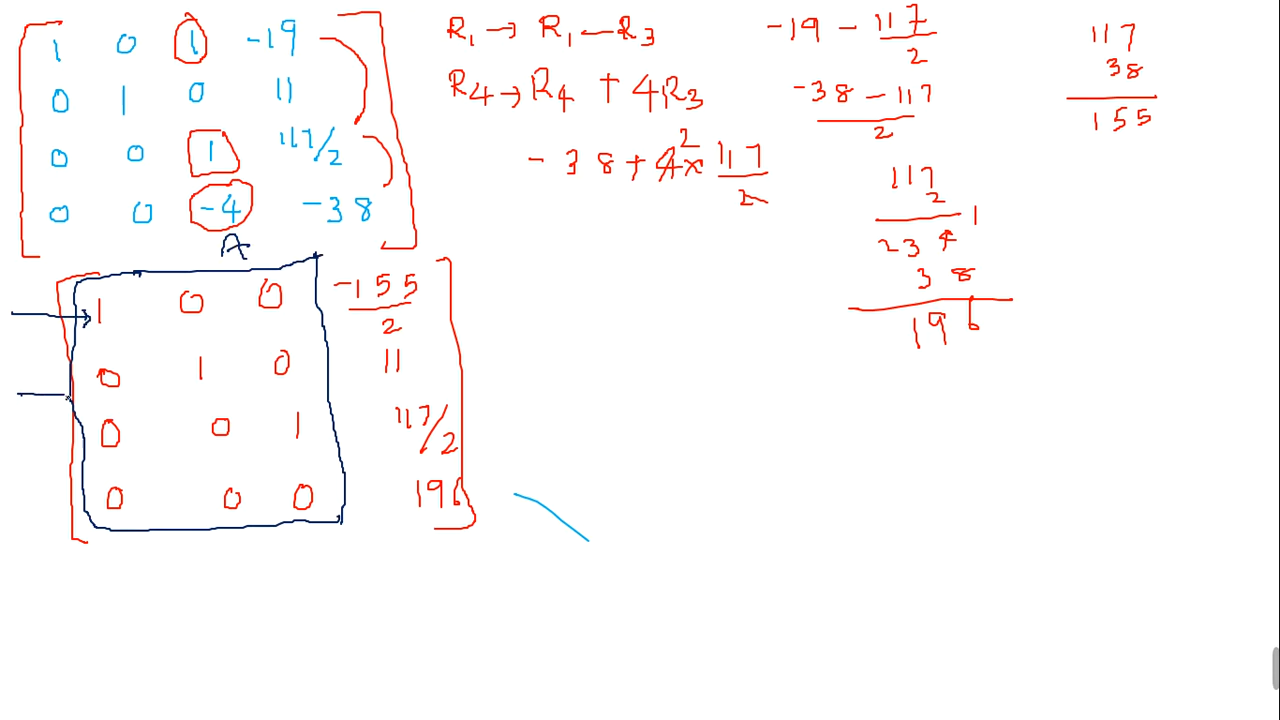 1 0 1 -19
0 1 0 11
0 0 1 117/2
0 0 -4 -38
R1 → R1 - R3
R4 → R4 + 4R3
-38 + 4 2 × 117/2
-19 - 117/2
-38 - 117
2
117
38
155
117
2
234 1
38
196
A
1 0 0 -155/2
0 1 0 11
0 0 1 117/2
0 0 0 196